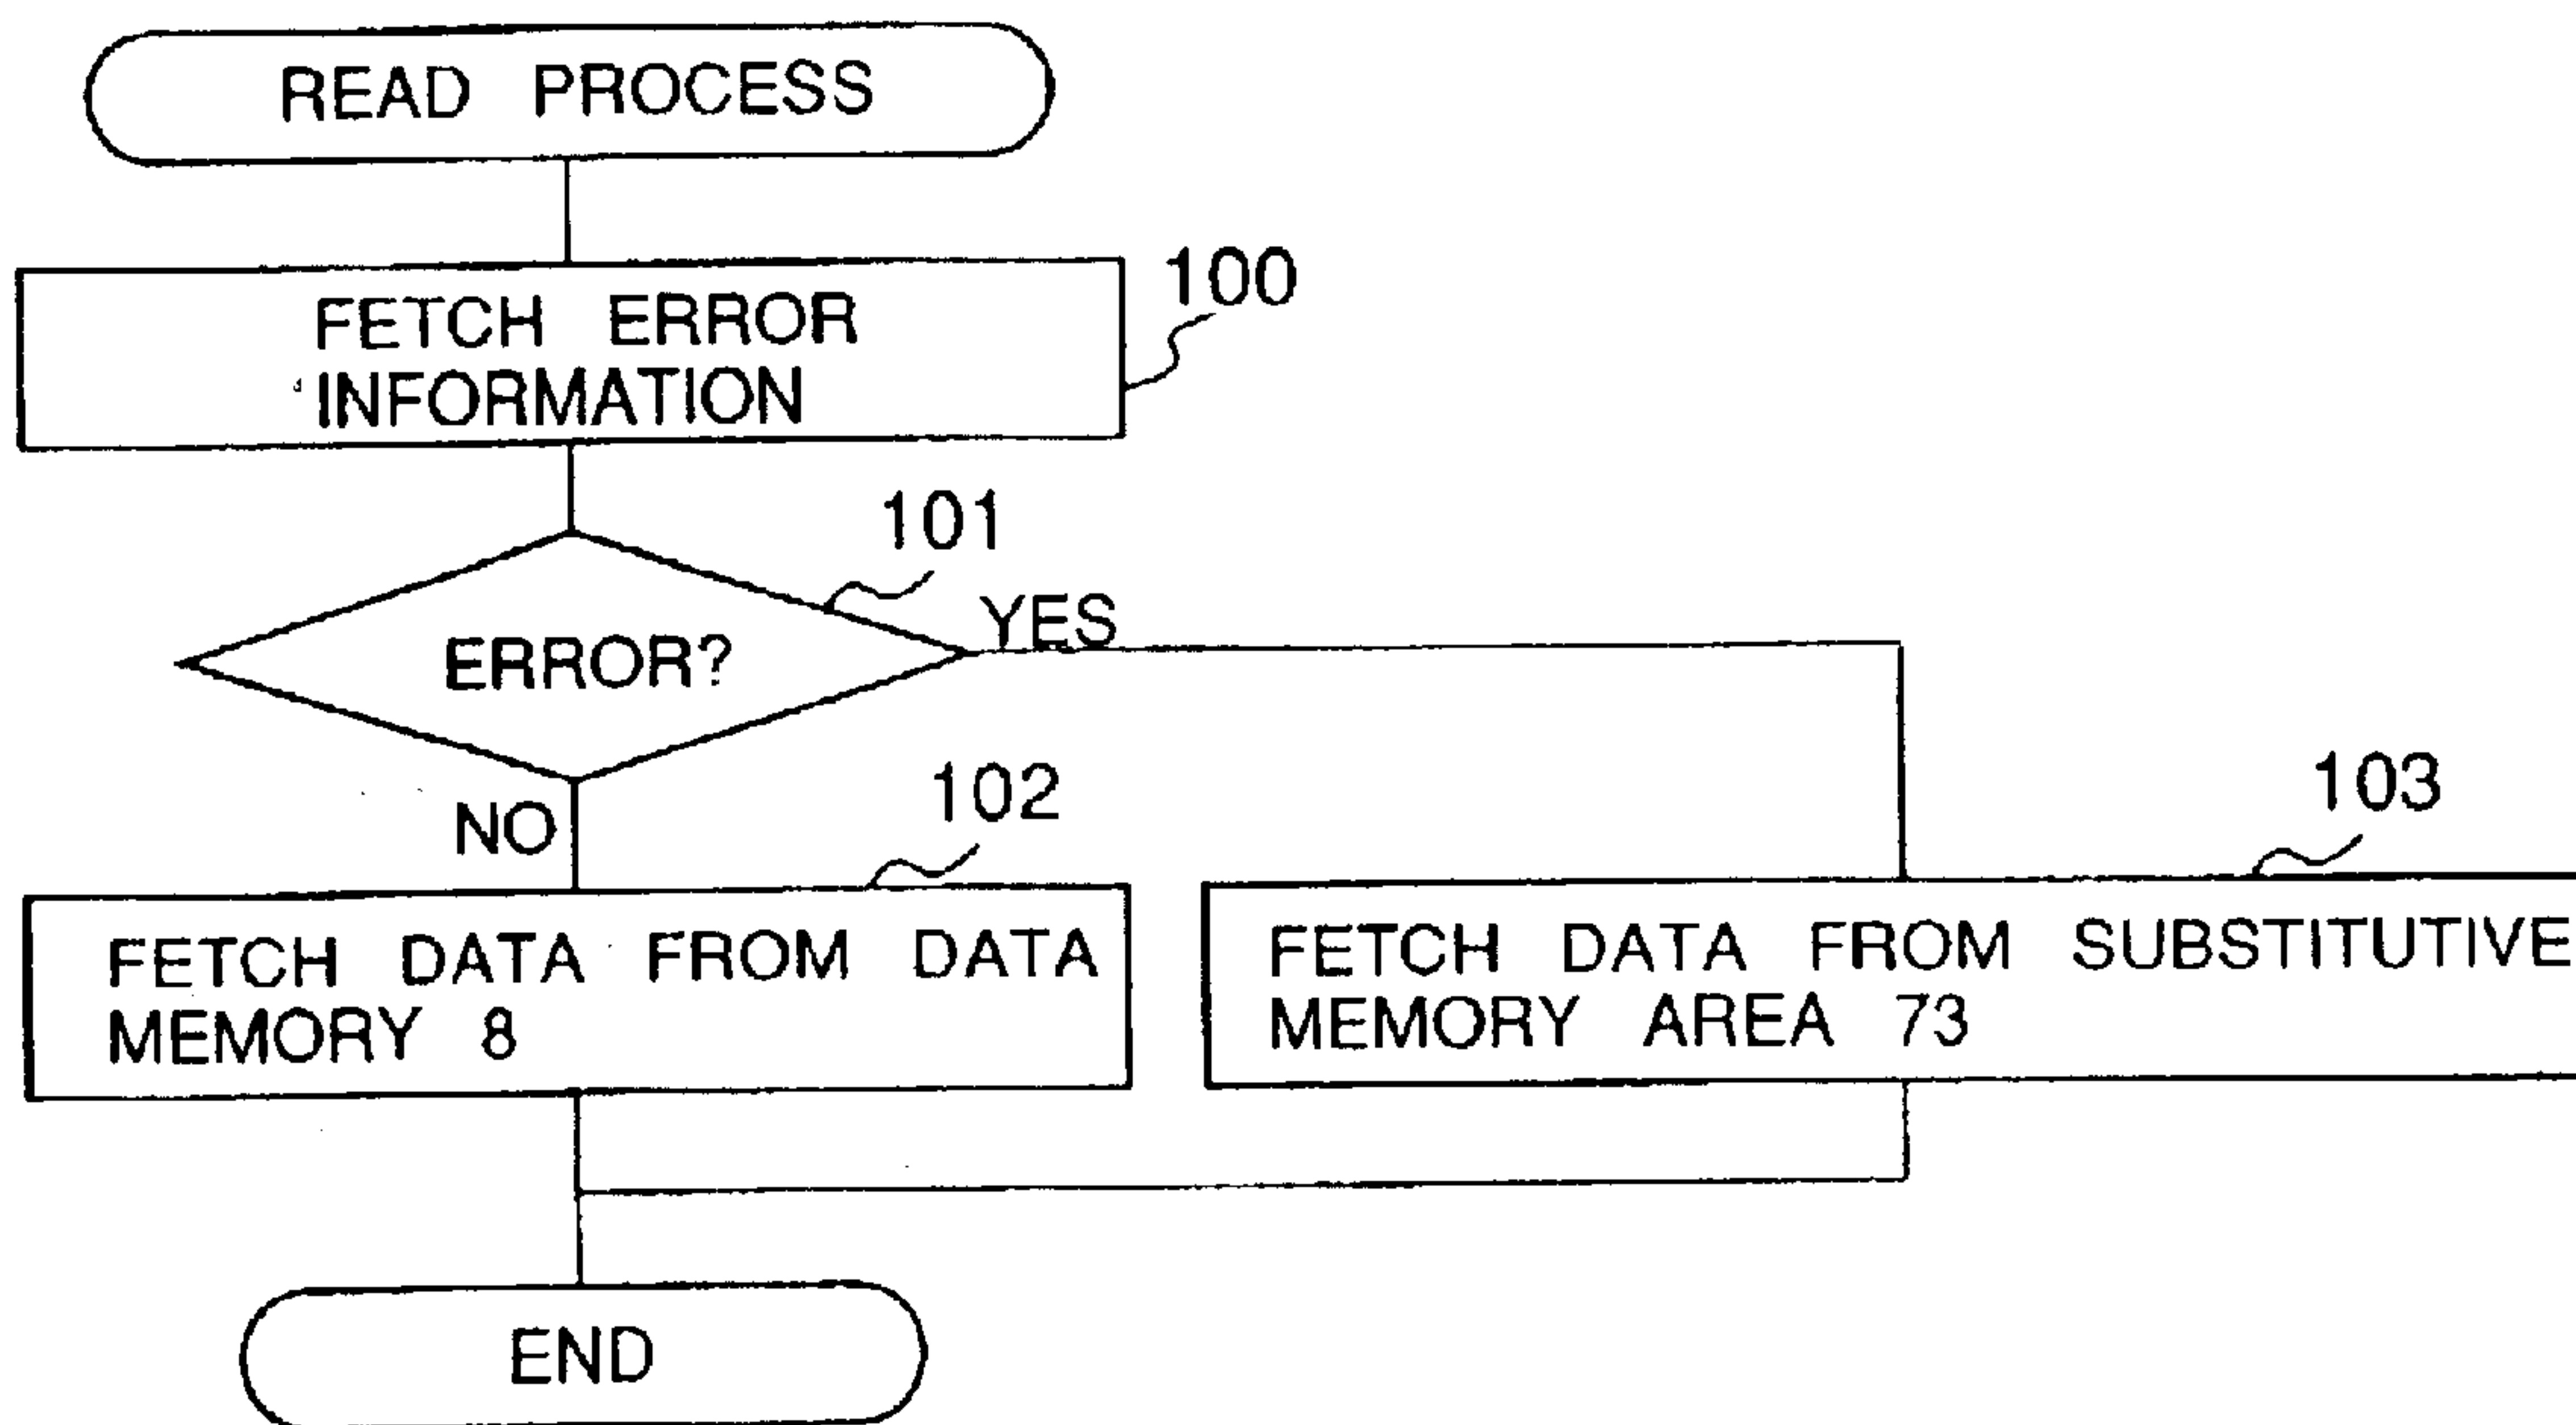 READ PROCESS
FETCH ERROR
INFORMATION
100
101
ERROR?
YES
NO
102
FETCH DATA FROM DATA
MEMORY 8
103
FETCH DATA FROM SUBSTITUTIVE
MEMORY AREA 73
END